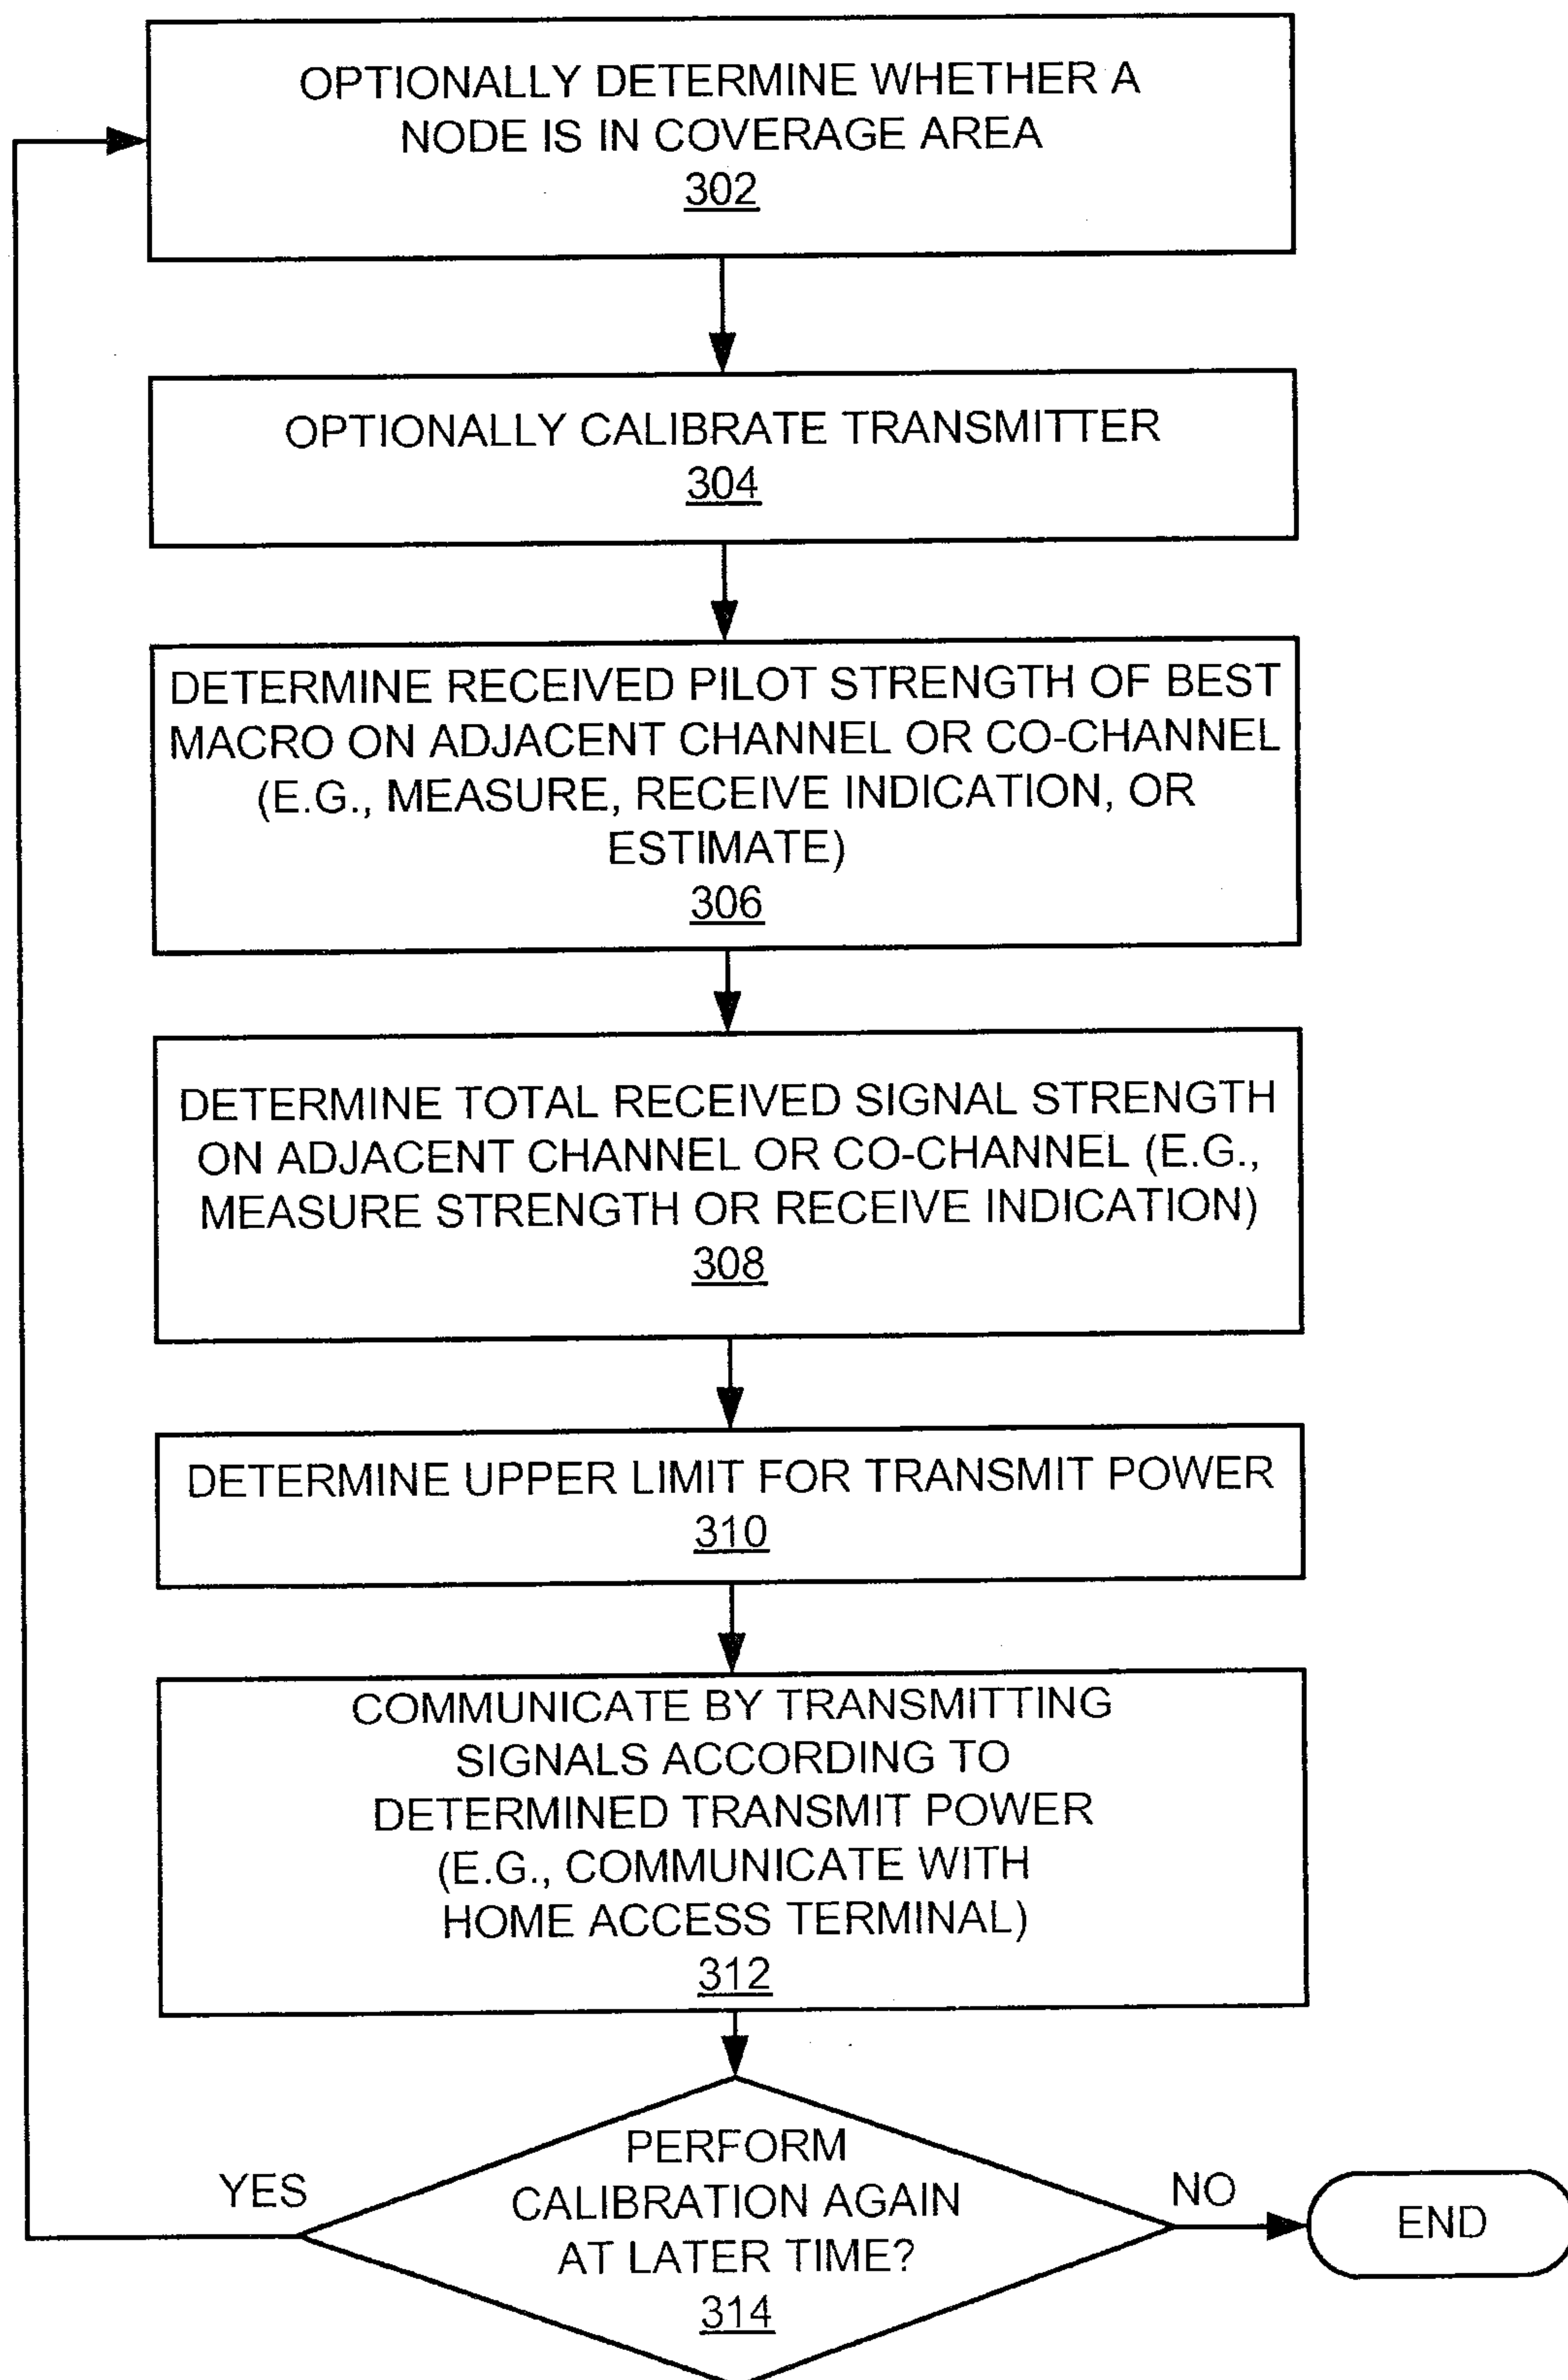 OPTIONALLY DETERMINE WHETHER A
NODE IS IN COVERAGE AREA
302
OPTIONALLY CALIBRATE TRANSMITTER
304
DETERMINE RECEIVED PILOT STRENGTH OF BEST
MACRO ON ADJACENT CHANNEL OR CO-CHANNEL
(E.G., MEASURE, RECEIVE INDICATION, OR
ESTIMATE)
306
DETERMINE TOTAL RECEIVED SIGNAL STRENGTH
ON ADJACENT CHANNEL OR CO-CHANNEL (E.G.,
MEASURE STRENGTH OR RECEIVE INDICATION)
308
DETERMINE UPPER LIMIT FOR TRANSMIT POWER
310
COMMUNICATE BY TRANSMITTING
SIGNALS ACCORDING TO
DETERMINED TRANSMIT POWER
(E.G., COMMUNICATE WITH
HOME ACCESS TERMINAL)
312
PERFORM
CALIBRATION AGAIN
AT LATER TIME?
314
YES
NO
END